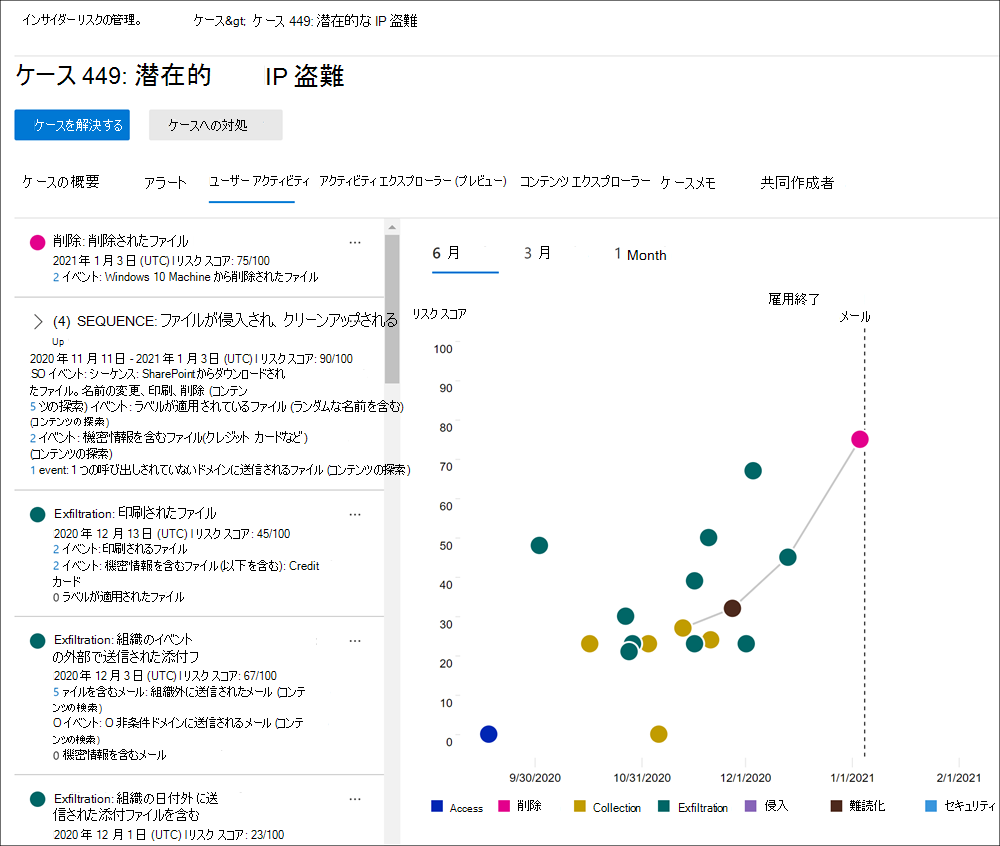 インサイダー リスクの管理。
ケース&gt; ケース 449: 潜在的な IP 盗難
ケース 449: 潜在的 IP 盗難
ケースを解決する
ケースへの対処
ケースの概要
アラート
ユーザー アクティビティ
アクティビティ エクスプローラー (プレビュー)
コンテンツ エクスプローラー
ケースメモ
共同作成者
削除: 削除されたファイル
2021 年 1 月 3 日 (UTC) l リスク スコア: 75/100
2 イベント: Windows 10 Machine から削除されたファイル
(4) SEQUENCE: ファイルが侵入され、クリーンアップされる
Up
2020 年 11 月 11日 - 2021 年 1 月 3 日 (UTC) l リスク スコア: 90/100
SO イベント: シーケンス: SharePointからダウンロードされ
たファイル。名前の変更、印刷、削除 (コンテン
5 ツの探索) イベント: ラベルが適用されているファイル (ランダムな名前を含む)
(コンテンツの探索)
2 イベント: 機密情報を含むファイル(クレジット カードなど)
(コンテンツの探索)
1 event: 1 つの呼び出しされていないドメインに送信されるファイル (コンテンツの探索)
Exfiltration: 印刷されたファイル
2020 年 12 月 13 日 (UTC) l リスク スコア: 45/100
2 イベント: 印刷されるファイル
2 イベント: 機密情報を含むファイル (以下を含む): Credit
カード
0 ラベルが適用されたファイル
Exfiltration: 組織のイベント
の外部で送信された添付フ
2020年 12 月 3 日 (UTC) l リスク スコア: 67/100
5 ァイルを含むメール: 組織外に送信されたメール (コンテ
ンツの検索)
O イベント: O 非条件ドメインに送信されるメール (コンテ
ンツの検索)
0 機密情報を含むメール
Exfiltration: 組織の日付外に送
信された添付ファイルを含む
2020 年 12 月 1 日 (UTC) l リスク スコア: 23/100
6 月
3 月
1 Month
リスク スコア
雇用終了
メール
100
90
80
70
60
50
40
30
20
10
0
9/30/2020
10/31/2020
12/1/2020
1/1/2021
2/1/2021
Access
削除
Collection
Exfiltration
侵入
難読化
セキュリティ